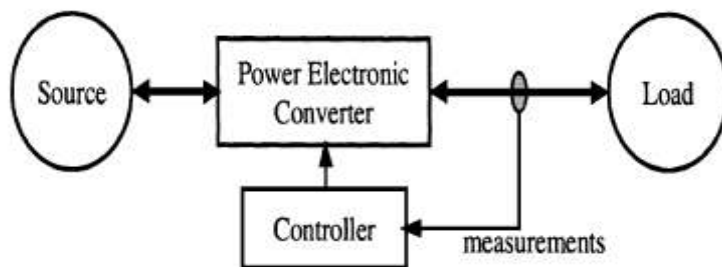 Source
Power Electronic
Converter
Load
Controller
measurements